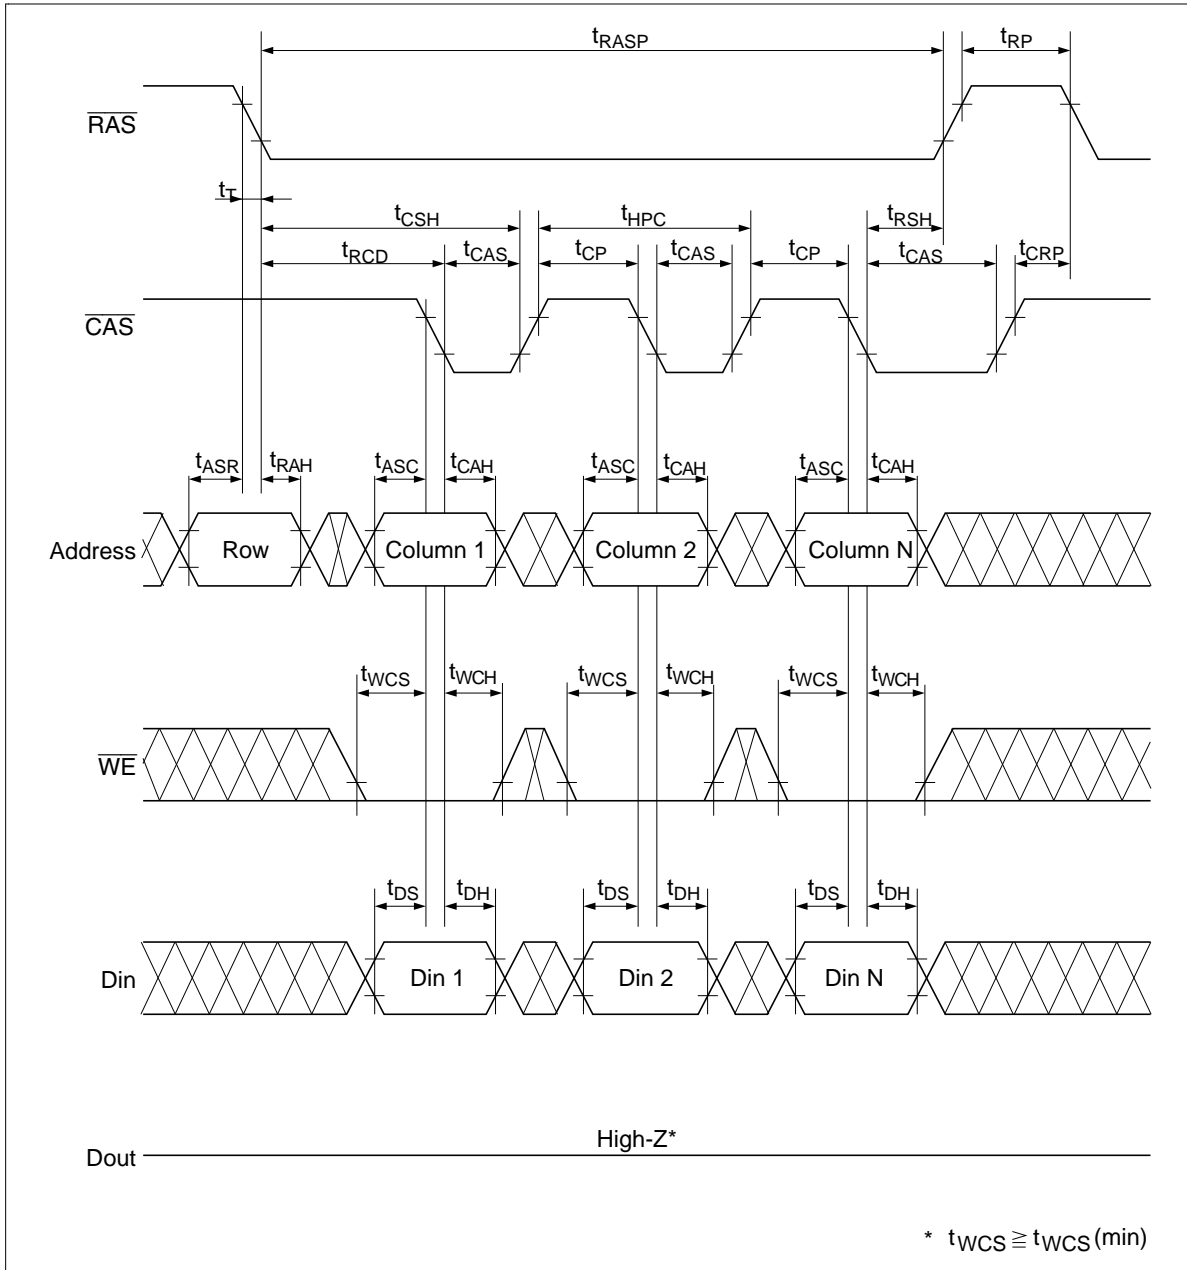 tRASP tRP
RAS
tT
tCSH tHPC tRSH
tRCD tCAS tCP tCAS tCP tCAS tCRP
CAS
tASR tRAH tASC tCAH tASC tCAH tASC tCAH
Address Row Column 1 Column 2 Column N
tWCS tWCH tWCS tWCH tWCS tWCH
WE
tDS tDH tDS tDH tDS tDH
Din Din 1 Din 2 Din N
High-Z*
Dout
* tWCS ≧ tWCS (min)